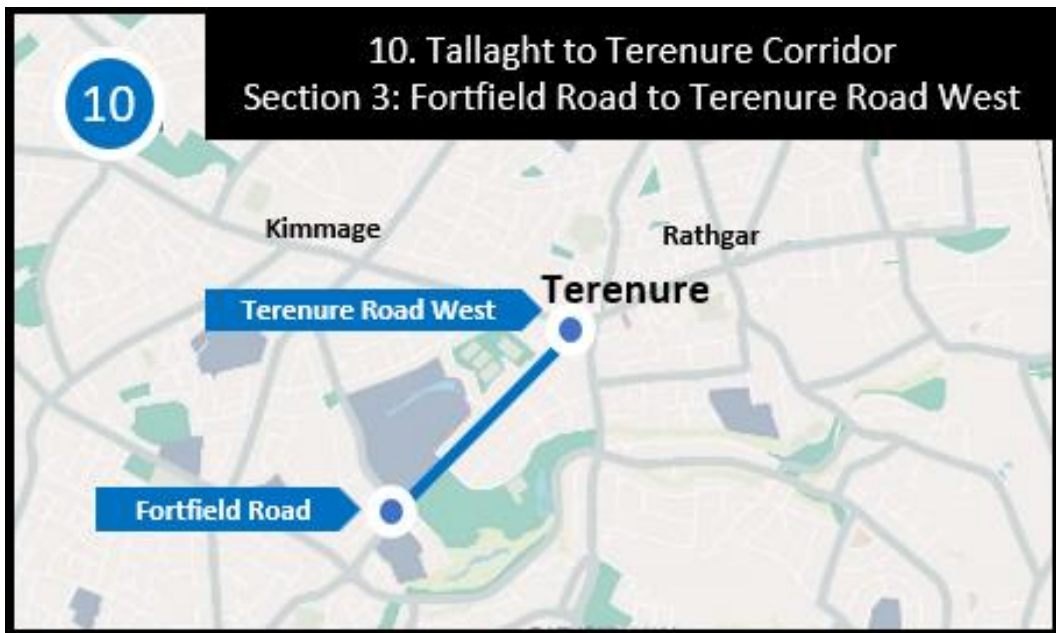 10
10. Tallaght to Terenure Corridor
Section 3: Fortfield Road to Terenure Road West
Kimmage
Rathgar
Terenure
Terenure Road West
Fortfield Road